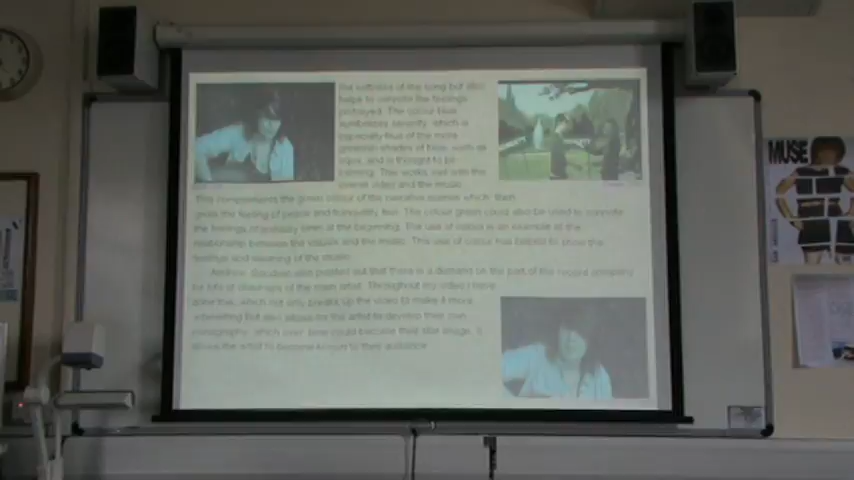 the softness of the song but also
helps to connote the feelings
portrayed. The colour blue
symbolizes serenity, which is
especially true of the more
greenish shades of blue, such as
aqua, and is thought to be
calming. This works well with the
overall video and the music
This complements the green colour of the narrative scenes which then
gives the feeling of peace and tranquility too. The colour green could also be used to connote
the feelings of at the beginning. The use of colour is an example of the
relationship between the visuals and the music. This use of colour has helped to show the
feelings and meaning of the music.
Andrew Goodwin also pointed out that there is a demand on the part of the record company
for lots of close-ups of the main artist. Throughout my video I have
done this, which not only breaks up the video to make it more
interesting but also allows for the artist to develop their own
iconography, which over time could become their star image. It
allows the artist to become known to their audience
MUSE